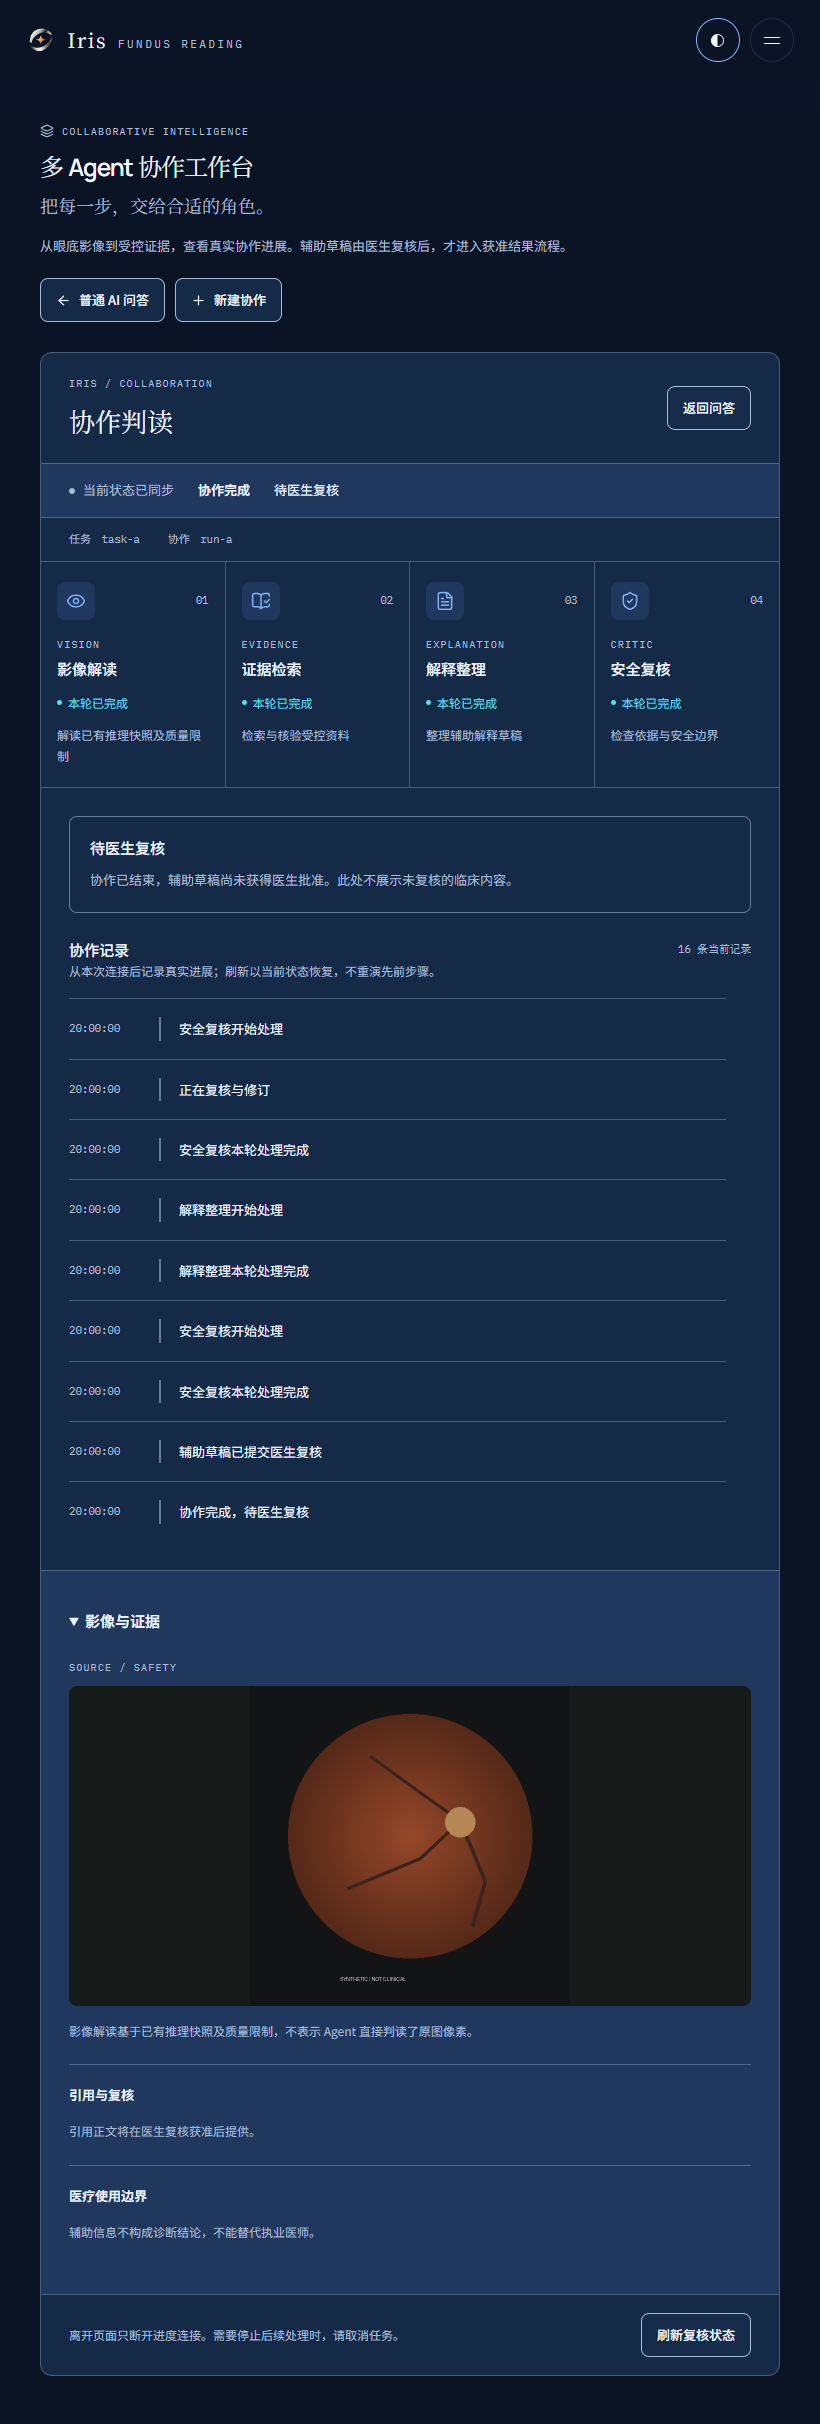 Iris FUNDUS READING
COLLABORATIVE INTELLIGENCE
多 Agent 协作工作台
把每一步，交给合适的角色。
从眼底影像到受控证据，查看真实协作进展。辅助草稿由医生复核后，才进入获准结果流程。
普通 AI 问答
新建协作
IRIS / COLLABORATION
协作判读
返回问答
当前状态已同步 协作完成 待医生复核
任务 task-a 协作 run-a
01
VISION
影像解读
本轮已完成
解读已有推理快照及质量限
制
02
EVIDENCE
证据检索
本轮已完成
检索与核验受控资料
03
EXPLANATION
解释整理
本轮已完成
整理辅助解释草稿
04
CRITIC
安全复核
本轮已完成
检查依据与安全边界
待医生复核
协作已结束，辅助草稿尚未获得医生批准。此处不展示未复核的临床内容。
协作记录
16 条当前记录
从本次连接后记录真实进展；刷新以当前状态恢复，不重演先前步骤。
20:00:00 安全复核开始处理
20:00:00 正在复核与修订
20:00:00 安全复核本轮处理完成
20:00:00 解释整理开始处理
20:00:00 解释整理本轮处理完成
20:00:00 安全复核开始处理
20:00:00 安全复核本轮处理完成
20:00:00 辅助草稿已提交医生复核
20:00:00 协作完成，待医生复核
影像与证据
SOURCE / SAFETY
SYNTHETIC / NOT CLINICAL
影像解读基于已有推理快照及质量限制，不表示 Agent 直接判读了原图像素。
引用与复核
引用正文将在医生复核获准后提供。
医疗使用边界
辅助信息不构成诊断结论，不能替代执业医师。
离开页面只断开进度连接。需要停止后续处理时，请取消任务。
刷新复核状态